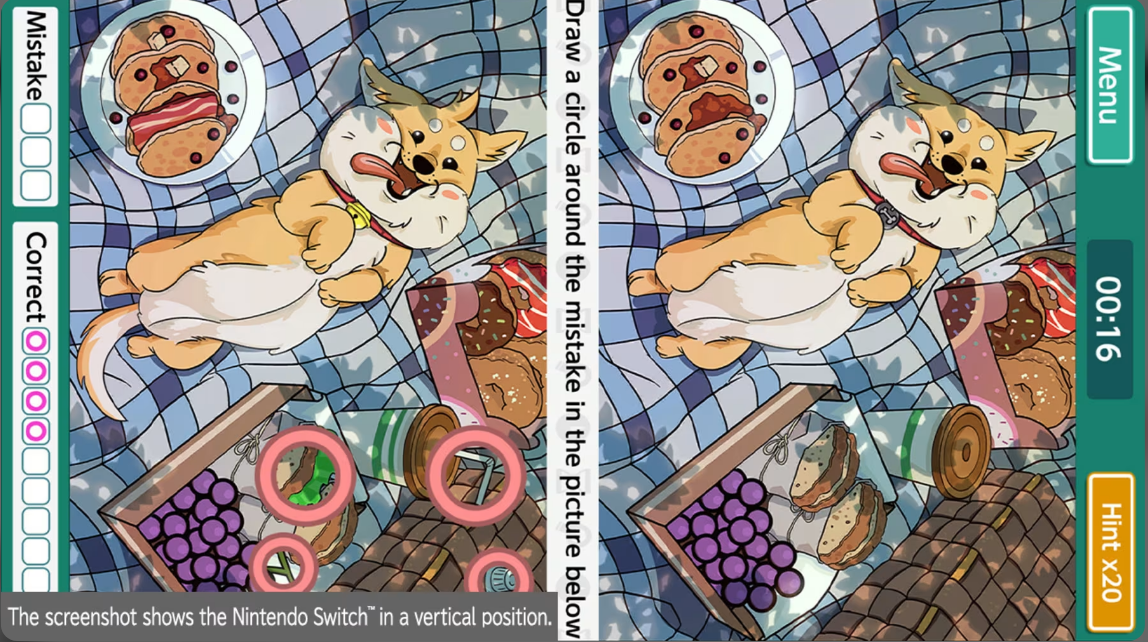 Menu
00:16
Hint x20
Draw a circle around the mistake in the picture below
Mistake
Correct
The screenshot shows the Nintendo Switch™ in a vertical position.